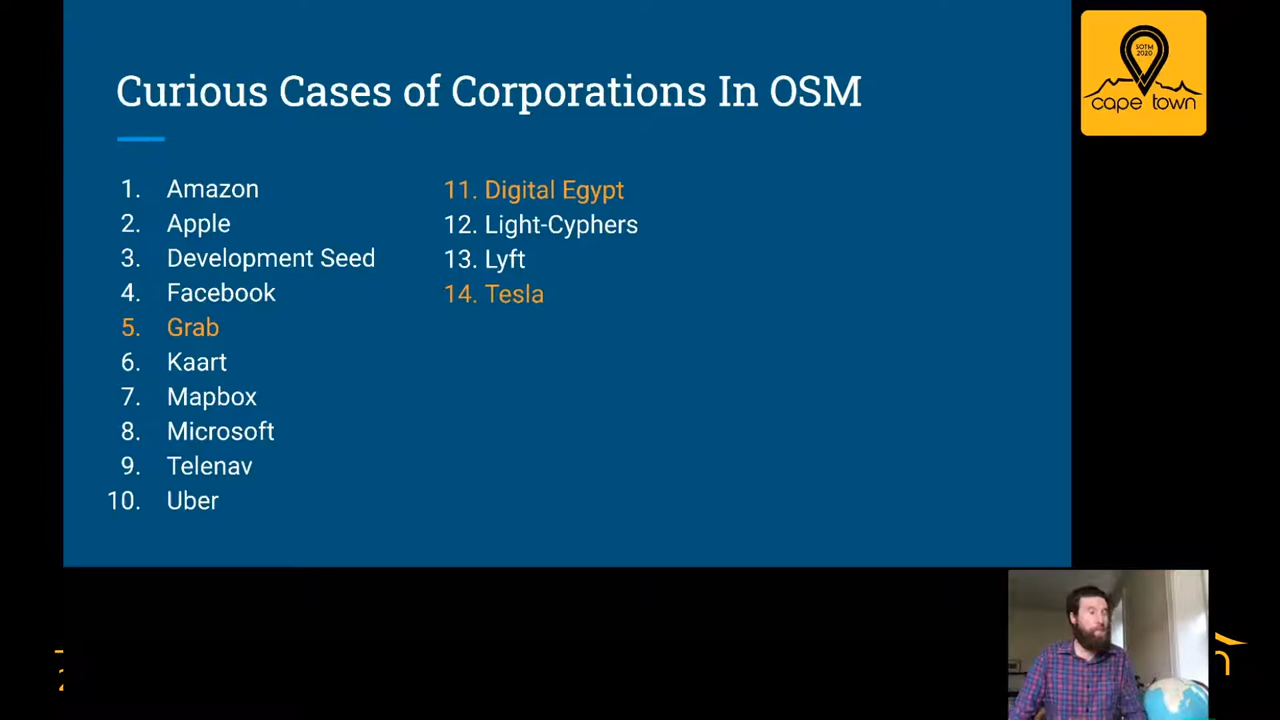 Curious Cases of Corporations In OSM
1. Amazon
2. Apple
3. Development Seed
4. Facebook
5. Grab
6. Kaart
7. Mapbox
8. Microsoft
9. Telenav
10. Uber
11. Digital Egypt
12. Light-Cyphers
13. Lyft
14. Tesla
SOTM
2020
cape town